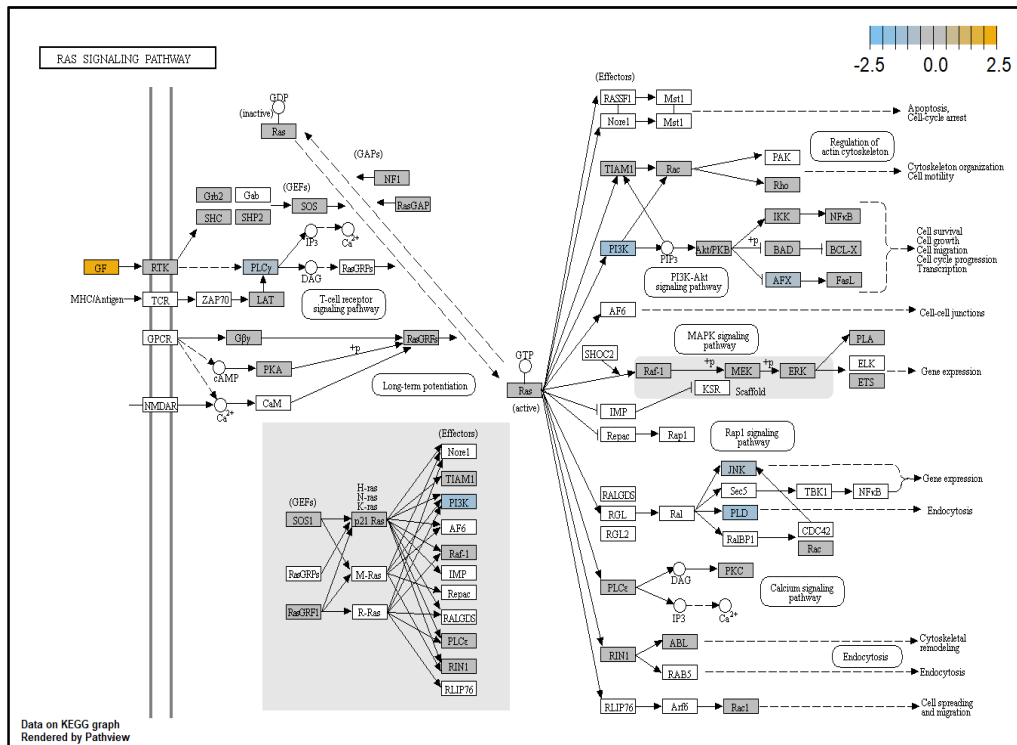 RAS SIGNALING PATHWAY
-2.5 0.0 2.5
GDP
(inactive)
Ras
(GAPs)
NF1
RasGAP
(GEFs)
Grb2
Gab
SOS
SHC
SHP2
IP3
Ca2+
GF
RTK
PLCγ
DAG
RasGRPs
MHC/Antigen
TCR
ZAP70
LAT
T-cell receptor
signaling pathway
GPCR
Gβγ
RasGRFs
+p
cAMP
PKA
Long-term potentiation
NMDAR
Ca2+
CaM
GTP
Ras
(active)
(Effectors)
RASSF1
Mst1
Nore1
Mst1
Apoptosis,
Cell-cycle arrest
Regulation of
actin cytoskeleton
TIAM1
Rac
PAK
Rho
Cytoskeleton organization
Cell motility
PI3K
PIP3
Akt/PKB
+p
IKK
NFκB
BAD
BCL-X
AFX
FasL
PI3K-Akt
signaling pathway
Cell survival
Cell growth
Cell migration
Cell cycle progression
Transcription
AF6
Cell-cell junctions
MAPK signaling
pathway
SHOC2
Raf-1
+p
MEK
+p
ERK
PLA
ELK
ETS
Gene expression
KSR
Scaffold
IMP
Repac
Rap1
Rap1 signaling
pathway
RALGDS
RGL
RGL2
Ral
JNK
Sec5
TBK1
NFκB
Gene expression
PLD
Endocytosis
RalBP1
CDC42
Rac
PLCε
DAG
PKC
IP3
Ca2+
Calcium signaling
pathway
RIN1
ABL
Cytoskeletal
remodeling
RAB5
Endocytosis
Endocytosis
RLIP76
Arf6
Rac1
Cell spreading
and migration
(Effectors)
H-ras
N-ras
K-ras
(GEFs)
SOS1
p21 Ras
RasGRPs
M-Ras
RasGRF1
R-Ras
Nore1
TIAM1
PI3K
AF6
Raf-1
IMP
Repac
RALGDS
PLCε
RIN1
RLIP76
Data on KEGG graph
Rendered by Pathview